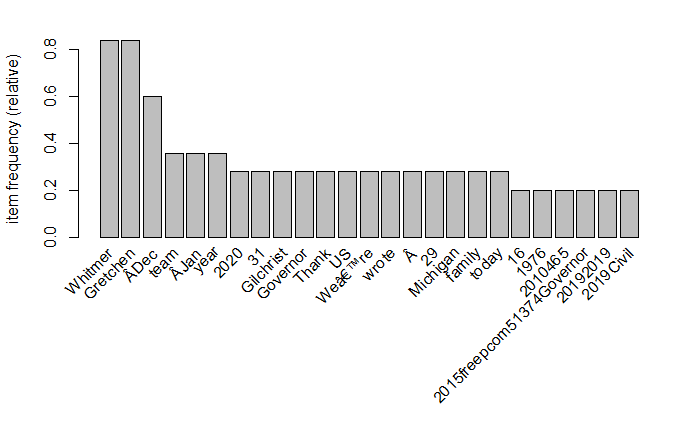 item frequency (relative)
0.0
0.2
0.4
0.6
0.8
Whitmer
Gretchen
ÂDec
team
ÂJan
year
2020
31
Gilchrist
Governor
Thank
US
Weâ€™re
wrote
Â
29
Michigan
family
today
16
1976
2010465
2015freepcom51374Governor
20192019
2019Civil